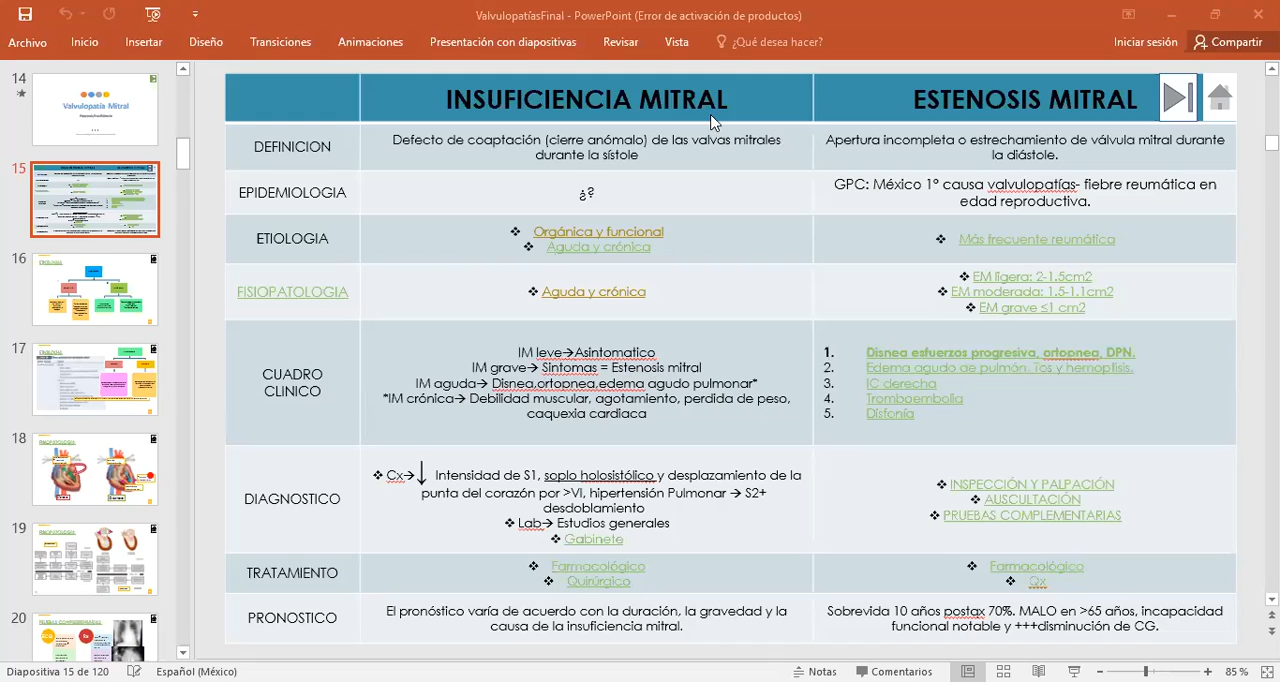 ValvulopatíasFinal - PowerPoint (Error de activación de productos)
Archivo Inicio Insertar Diseño Transiciones Animaciones Presentación con diapositivas Revisar Vista ¿Qué desea hacer? Iniciar sesión Compartir
14
Valvulopatía Mitral
15
16
17
18
19
20
INSUFICIENCIA MITRAL
ESTENOSIS MITRAL
DEFINICION
Defecto de coaptación (cierre anómalo) de las valvas mitrales
durante la sístole
Apertura incompleta o estrechamiento de válvula mitral durante
la diástole.
EPIDEMIOLOGIA
¿?
GPC: México 1° causa valvulopatías- fiebre reumática en
edad reproductiva.
ETIOLOGIA
❖ Orgánica y funcional
❖ Aguda y crónica
❖ Más frecuente reumática
FISIOPATOLOGIA
❖ Aguda y crónica
❖ EM ligera: 2-1.5cm2
❖ EM moderada: 1.5-1.1cm2
❖ EM grave ≤1 cm2
CUADRO
CLINICO
IM leve→Asintomatico
IM grave→ Sintomas = Estenosis mitral
IM aguda→ Disnea,ortopnea,edema agudo pulmonar*
*IM crónica→ Debilidad muscular, agotamiento, perdida de peso,
caquexia cardiaca
1. Disnea esfuerzos progresiva, ortopnea, DPN.
2. Edema agudo de pulmón. Tos y hemoptisis.
3. IC derecha
4. Tromboembolia
5. Disfonía
DIAGNOSTICO
❖ Cx→↓ Intensidad de S1, soplo holosistólico y desplazamiento de la
punta del corazón por >VI, hipertensión Pulmonar → S2+
desdoblamiento
❖ Lab→ Estudios generales
❖ Gabinete
❖ INSPECCIÓN Y PALPACIÓN
❖ AUSCULTACIÓN
❖ PRUEBAS COMPLEMENTARIAS
TRATAMIENTO
❖ Farmacológico
❖ Quirúrgico
❖ Farmacológico
❖ Qx
PRONOSTICO
El pronóstico varía de acuerdo con la duración, la gravedad y la
causa de la insuficiencia mitral.
Sobrevida 10 años postqx 70%. MALO en >65 años, incapacidad
funcional notable y +++disminución de CG.
Diapositiva 15 de 120 Español (México) Notas Comentarios 85 %